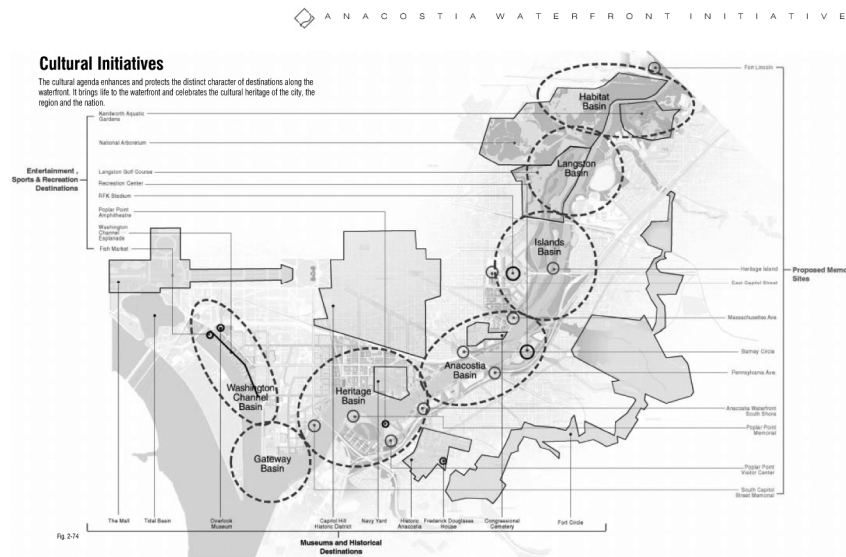 ANACOSTIA WATERFRONT INITIATIVE
Cultural Initiatives
The cultural agenda enhances and protects the distinct character of destinations along the
waterfront. It brings life to the waterfront and celebrates the cultural heritage of the city, the
region and the nation.
Kenilworth Aquatic
Gardens
National Arboretum
Langston Golf Course
Recreation Center
RFK Stadium
Poplar Point
Amphitheatre
Washington
Channel
Esplanade
Fish Market
Entertainment,
Sports & Recreation
Destinations
Fort Lincoln
Habitat
Basin
Langston
Basin
Islands
Basin
Anacostia
Basin
Heritage
Basin
Washington
Channel
Basin
Gateway
Basin
Heritage Island
East Capitol Street
Massachusettes Ave
Barney Circle
Pennsylvania Ave
Anacostia Waterfront
South Shore
Poplar Point
Memorial
Poplar Point
Visitor Center
South Capitol
Street Memorial
Proposed Memo
Sites
The Mall
Tidal Basin
Overlook
Museum
Capitol Hill
Historic District
Navy Yard
Historic
Anacostia
Frederick Douglases
House
Congressional
Cemetery
Fort Circle
Museums and Historical
Destinations
Fig. 2-74